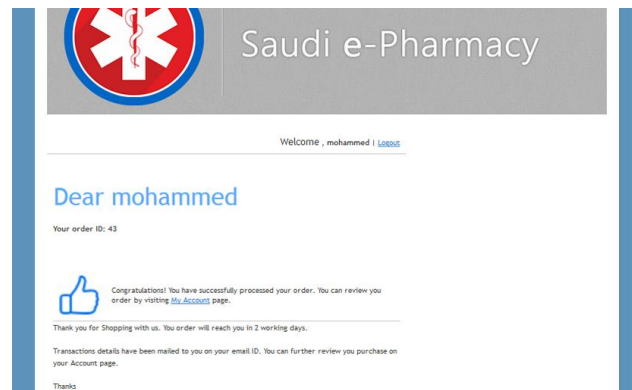 Saudi e-Pharmacy
Welcome , mohammed | Logout
Dear mohammed
Your order ID: 43
Congratulations! You have successfully processed your order. You can review you
order by visiting My Account page.
Thank you for Shopping with us. You order will reach you in 2 working days.
Transactions details have been mailed to you on your email ID. You can further review you purchase on
your Account page.
Thanks